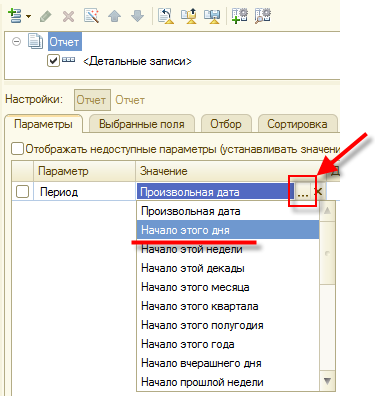 Отчет
<Детальные записи>
Настройки: Отчет Отчет
Параметры Выбранные поля Отбор Сортировка
Отображать недоступные параметры (устанавливать значени
Параметр Значение
Период Произвольная дата ... ×
Произвольная дата
Начало этого дня
Начало этой недели
Начало этой декады
Начало этого месяца
Начало этого квартала
Начало этого полугодия
Начало этого года
Начало вчерашнего дня
Начало прошлой недели